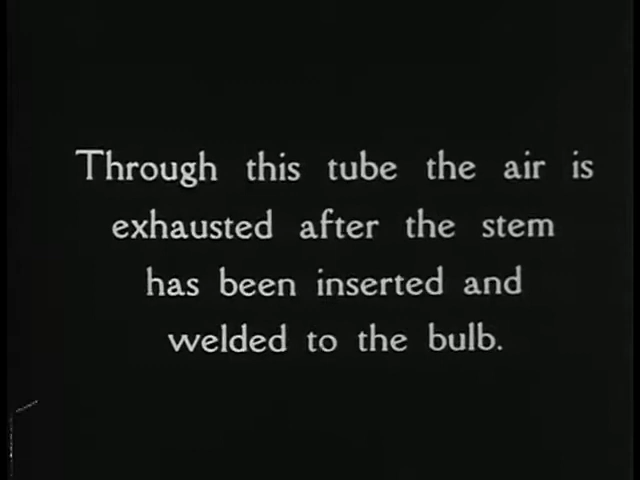 Through this tube the air is
exhausted after the stem
has been inserted and
welded to the bulb.